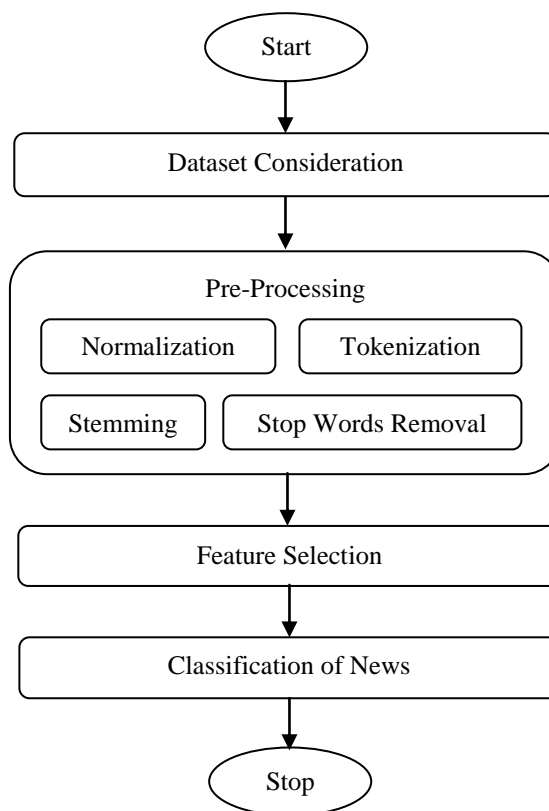 Start
Dataset Consideration
Pre-Processing
Normalization
Tokenization
Stemming
Stop Words Removal
Feature Selection
Classification of News
Stop